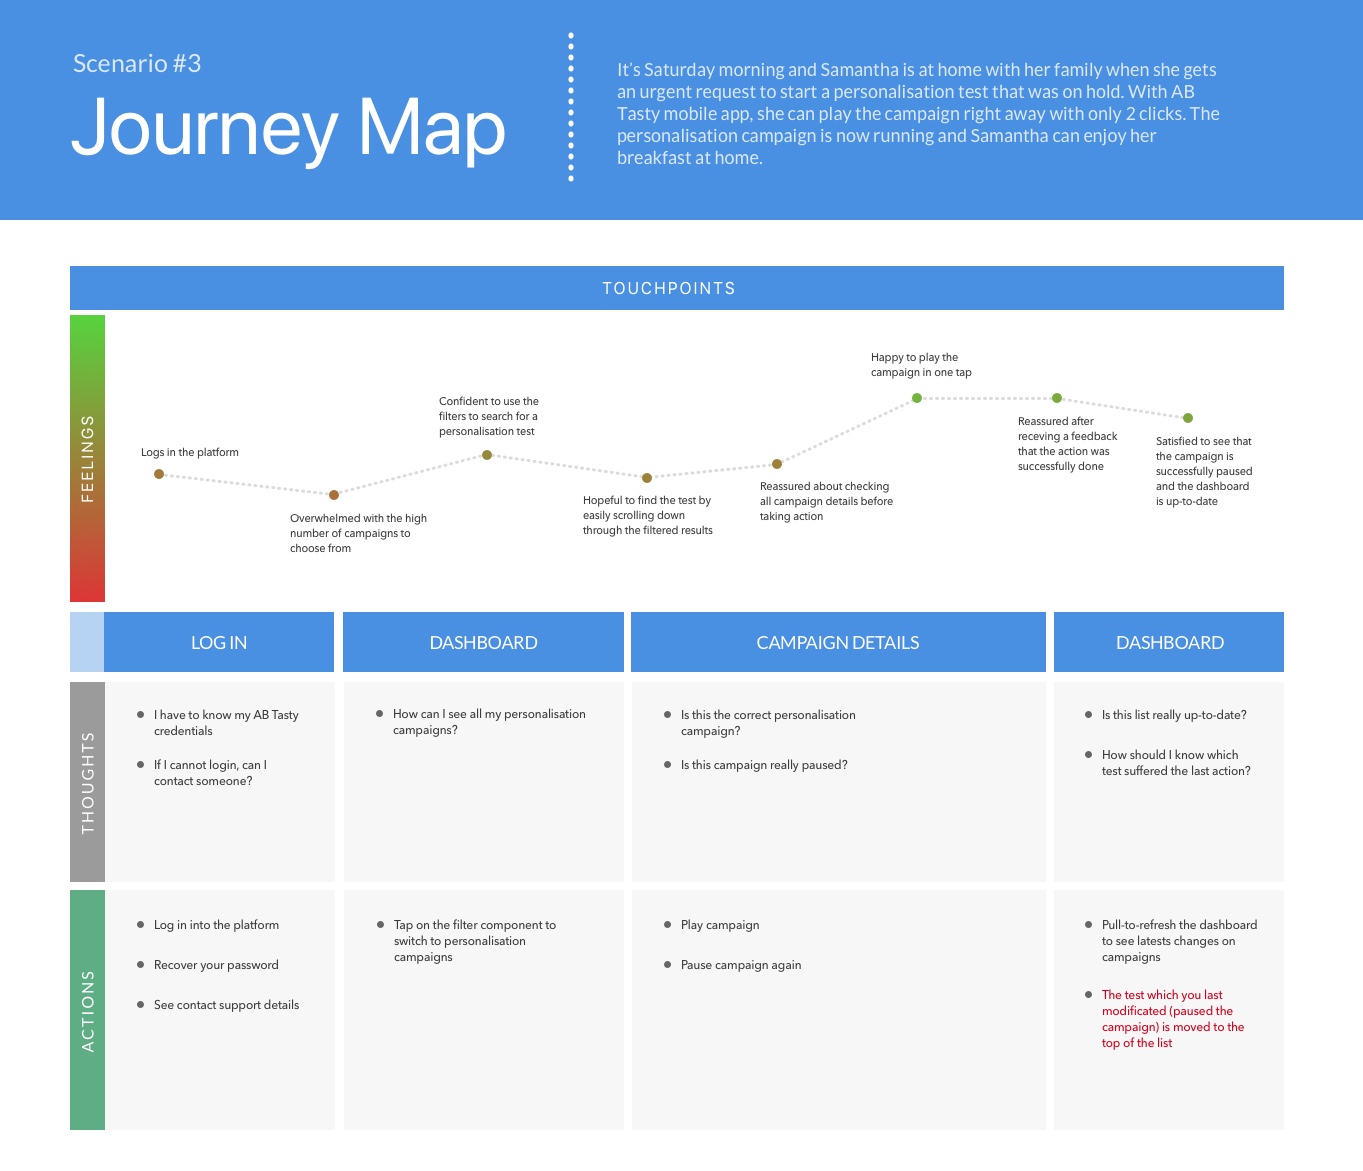 Scenario #3
Journey Map
It's Saturday morning and Samantha is at home with her family when she gets
an urgent request to start a personalisation test that was on hold. With AB
Tasty mobile app, she can play the campaign right away with only 2 clicks. The
personalisation campaign is now running and Samantha can enjoy her
breakfast at home.
TOUCHPOINTS
FEELINGS
Logs in the platform
Overwhelmed with the high
number of campaigns to
choose from
Confident to use the
filters to search for a
personalisation test
Hopeful to find the test by
easily scrolling down
through the filtered results
Reassured about checking
all campaign details before
taking action
Happy to play the
campaign in one tap
Reassured after
receving a feedback
that the action was
successfully done
Satisfied to see that
the campaign is
successfully paused
and the dashboard
is up-to-date
LOG IN
DASHBOARD
CAMPAIGN DETAILS
DASHBOARD
THOUGHTS
I have to know my AB Tasty
credentials
If I cannot login, can I
contact someone?
How can I see all my personalisation
campaigns?
Is this the correct personalisation
campaign?
Is this campaign really paused?
Is this list really up-to-date?
How should I know which
test suffered the last action?
ACTIONS
Log in into the platform
Recover your password
See contact support details
Tap on the filter component to
switch to personalisation
campaigns
Play campaign
Pause campaign again
Pull-to-refresh the dashboard
to see latests changes on
campaigns
The test which you last
modificated (paused the
campaign) is moved to the
top of the list